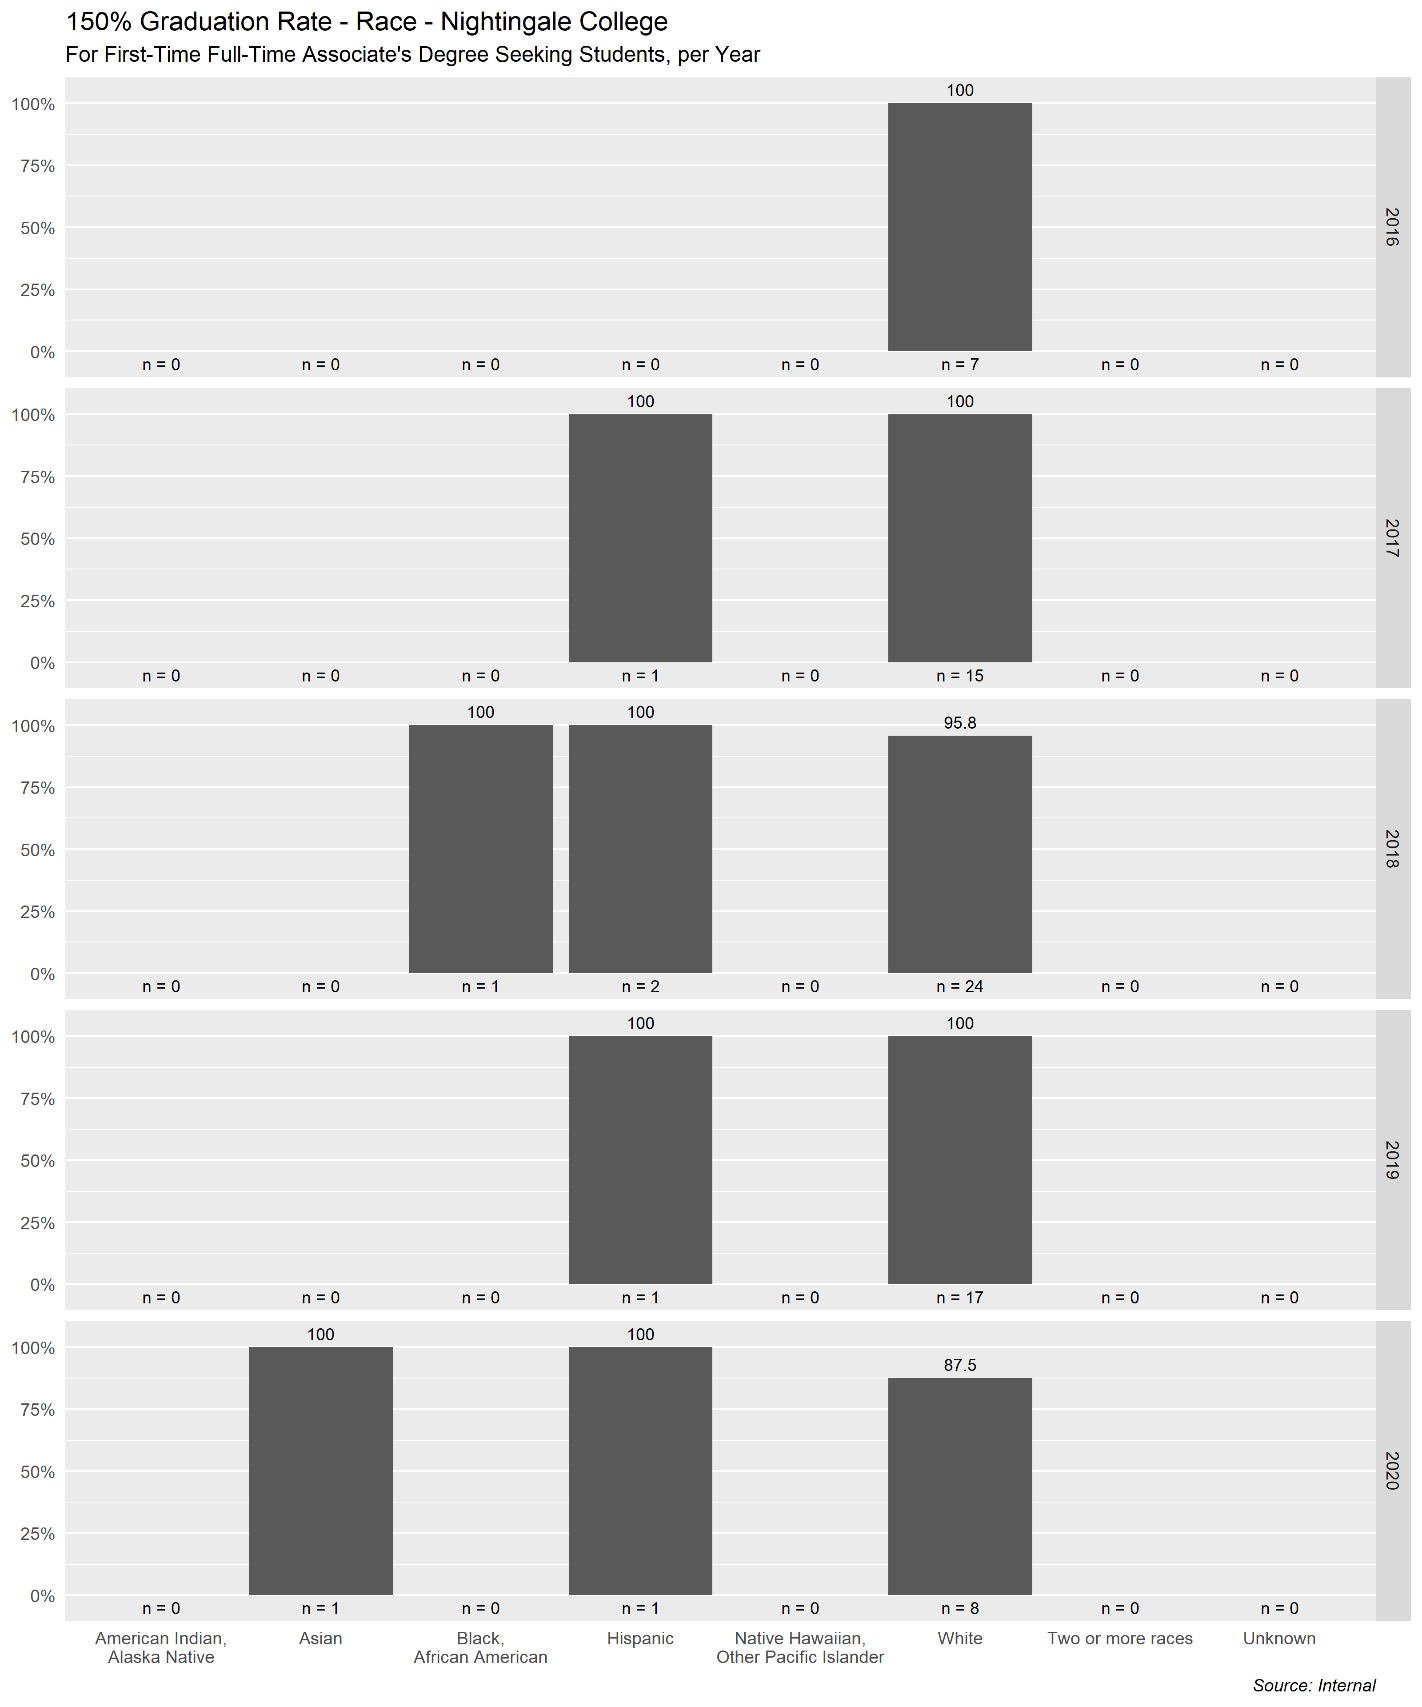 150% Graduation Rate - Race - Nightingale College
For First-Time Full-Time Associate's Degree Seeking Students, per Year
100
100%
75%
50%
25%
0%
n = 0 n = 0 n = 0 n = 0 n = 0 n = 7 n = 0 n = 0
2016
100 100
100%
75%
50%
25%
0%
n = 0 n = 0 n = 0 n = 1 n = 0 n = 15 n = 0 n = 0
2017
100 100 95.8
100%
75%
50%
25%
0%
n = 0 n = 0 n = 1 n = 2 n = 0 n = 24 n = 0 n = 0
2018
100 100
100%
75%
50%
25%
0%
n = 0 n = 0 n = 0 n = 1 n = 0 n = 17 n = 0 n = 0
2019
100 100 87.5
100%
75%
50%
25%
0%
n = 0 n = 1 n = 0 n = 1 n = 0 n = 8 n = 0 n = 0
2020
American Indian,
Alaska Native
Asian
Black,
African American
Hispanic
Native Hawaiian,
Other Pacific Islander
White
Two or more races
Unknown
Source: Internal